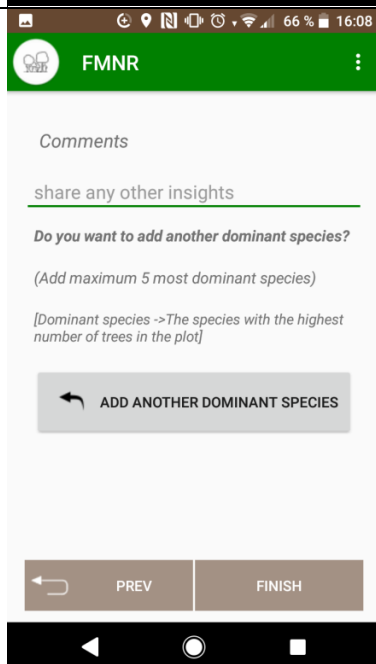 66 % 16:08
FMNR
Comments
share any other insights
Do you want to add another dominant species?
(Add maximum 5 most dominant species)
[Dominant species ->The species with the highest
number of trees in the plot]
ADD ANOTHER DOMINANT SPECIES
PREV FINISH